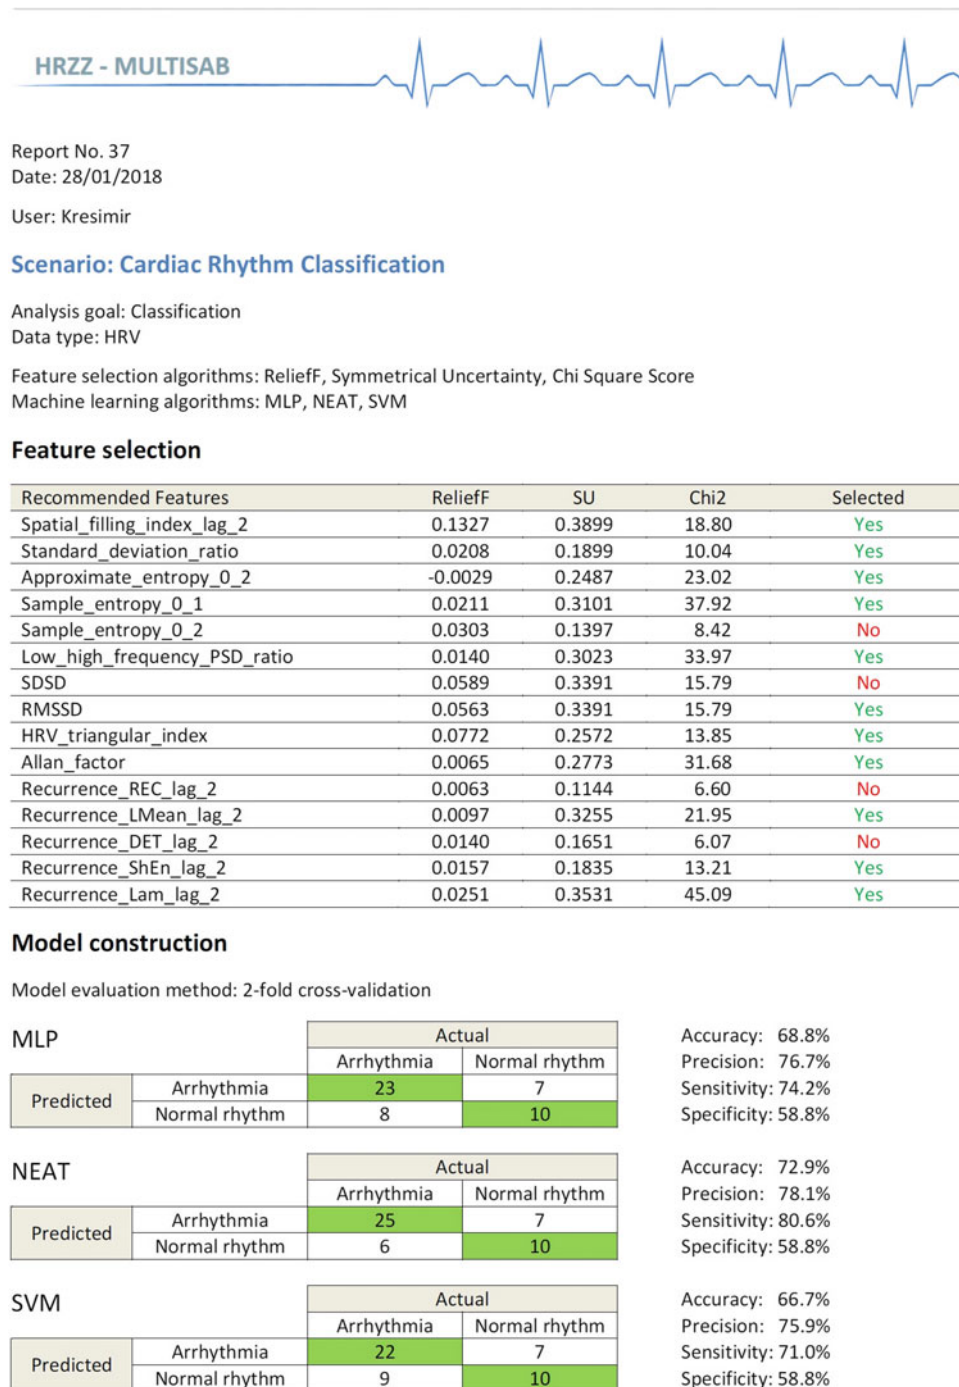 HRZZ - MULTISAB
Report No. 37
Date: 28/01/2018
User: Kresimir
Scenario: Cardiac Rhythm Classification
Analysis goal: Classification
Data type: HRV
Feature selection algorithms: ReliefF, Symmetrical Uncertainty, Chi Square Score
Machine learning algorithms: MLP, NEAT, SVM
Feature selection
Recommended Features ReliefF SU Chi2 Selected
Spatial_filling_index_lag_2 0.1327 0.3899 18.80 Yes
Standard_deviation_ratio 0.0208 0.1899 10.04 Yes
Approximate_entropy_0_2 -0.0029 0.2487 23.02 Yes
Sample_entropy_0_1 0.0211 0.3101 37.92 Yes
Sample_entropy_0_2 0.0303 0.1397 8.42 No
Low_high_frequency_PSD_ratio 0.0140 0.3023 33.97 Yes
SDSD 0.0589 0.3391 15.79 No
RMSSD 0.0563 0.3391 15.79 Yes
HRV_triangular_index 0.0772 0.2572 13.85 Yes
Allan_factor 0.0065 0.2773 31.68 Yes
Recurrence_REC_lag_2 0.0063 0.1144 6.60 No
Recurrence_LMean_lag_2 0.0097 0.3255 21.95 Yes
Recurrence_DET_lag_2 0.0140 0.1651 6.07 No
Recurrence_ShEn_lag_2 0.0157 0.1835 13.21 Yes
Recurrence_Lam_lag_2 0.0251 0.3531 45.09 Yes
Model construction
Model evaluation method: 2-fold cross-validation
MLP Actual Accuracy: 68.8%
Arrhythmia Normal rhythm Precision: 76.7%
Predicted Arrhythmia 23 7 Sensitivity: 74.2%
Normal rhythm 8 10 Specificity: 58.8%
NEAT Actual Accuracy: 72.9%
Arrhythmia Normal rhythm Precision: 78.1%
Predicted Arrhythmia 25 7 Sensitivity: 80.6%
Normal rhythm 6 10 Specificity: 58.8%
SVM Actual Accuracy: 66.7%
Arrhythmia Normal rhythm Precision: 75.9%
Predicted Arrhythmia 22 7 Sensitivity: 71.0%
Normal rhythm 9 10 Specificity: 58.8%